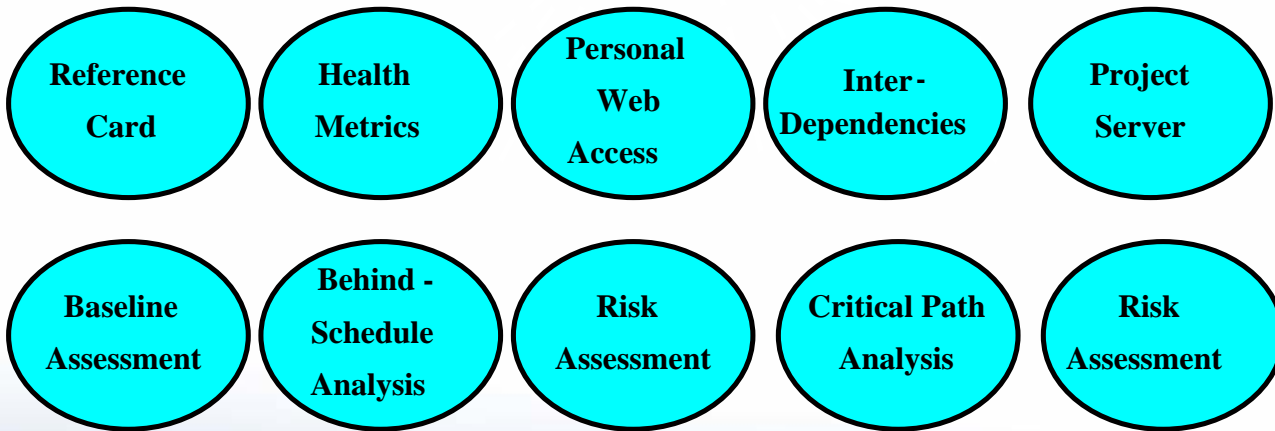 Reference
Card
Health
Metrics
Personal
Web
Access
Inter-
Dependencies
Project
Server
Baseline
Assessment
Behind -
Schedule
Analysis
Risk
Assessment
Critical Path
Analysis
Risk
Assessment